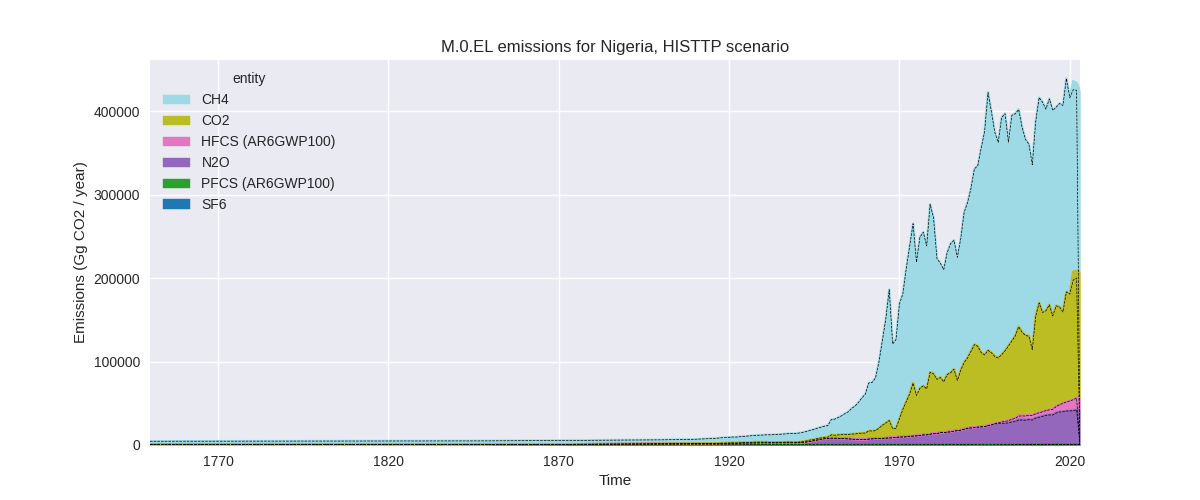 M.0.EL emissions for Nigeria, HISTTP scenario
entity
CH4
CO2
HFCS (AR6GWP100)
N2O
PFCS (AR6GWP100)
SF6
Emissions (Gg CO2 / year)
400000
300000
200000
100000
0
1770
1820
1870
1920
1970
2020
Time